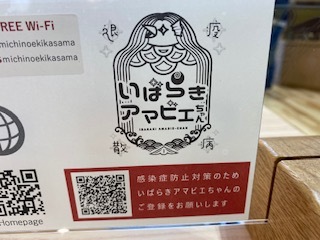 FREE Wi-Fi
michinoekikasama
michinoekikasama
退 疫
いばらき
アマビエちゃん
IBARAKI AMABIE-CHAN
散 病
感染症防止対策のため
いばらきアマビエちゃんの
ご登録をお願いします
Homepage